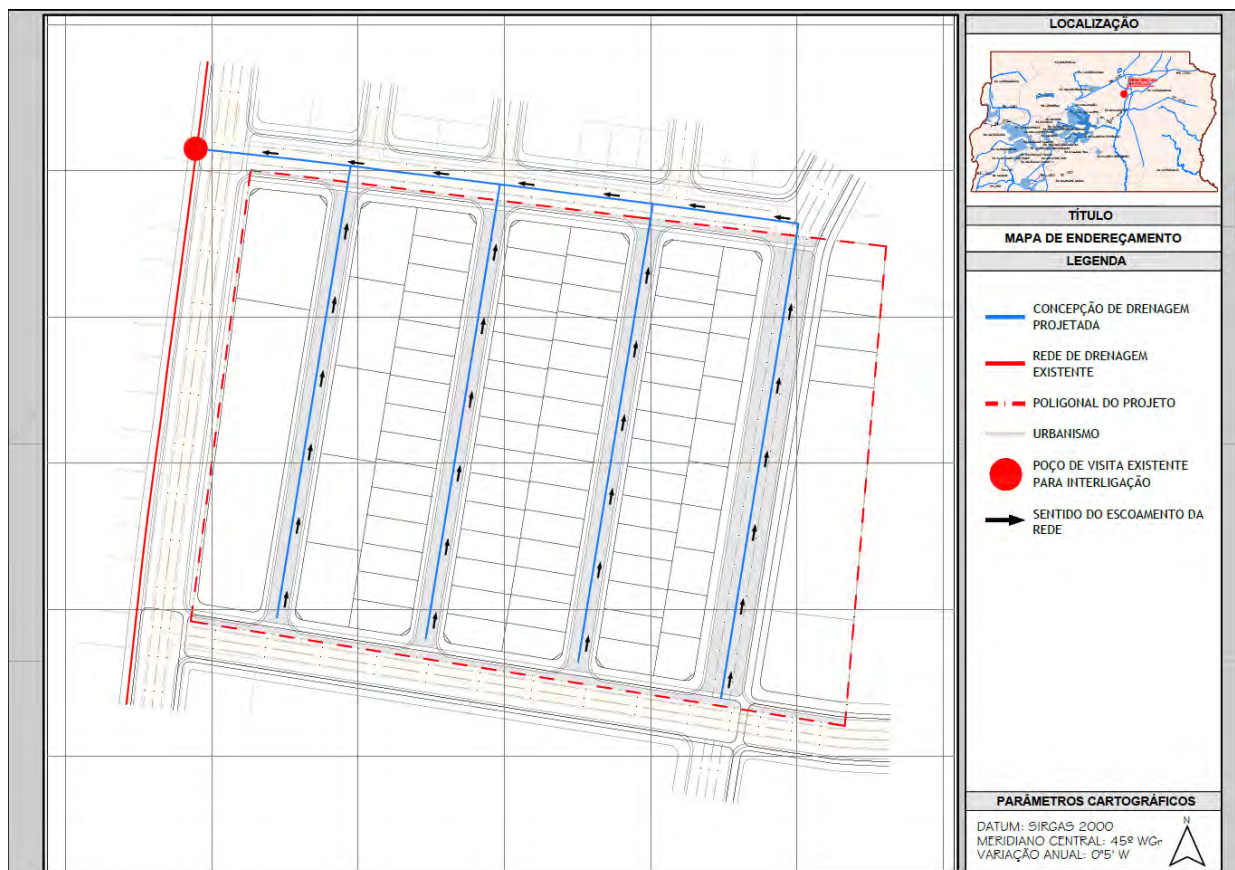 LOCALIZAÇÃO
TÍTULO
MAPA DE ENDEREÇAMENTO
LEGENDA
CONCEPÇÃO DE DRENAGEM
PROJETADA
REDE DE DRENAGEM
EXISTENTE
POLIGONAL DO PROJETO
URBANISMO
POÇO DE VISITA EXISTENTE
PARA INTERLIGAÇÃO
SENTIDO DO ESCOAMENTO DA
REDE
PARÂMETROS CARTOGRÁFICOS
DATUM: SIRGAS 2000
MERIDIANO CENTRAL: 45º WGr
VARIAÇÃO ANUAL: 0°5' W
N